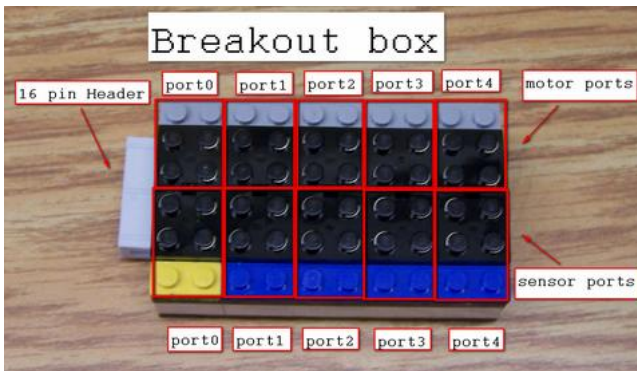 Breakout box
port0 port1 port2 port3 port4
16 pin Header
motor ports
sensor ports
port0 port1 port2 port3 port4